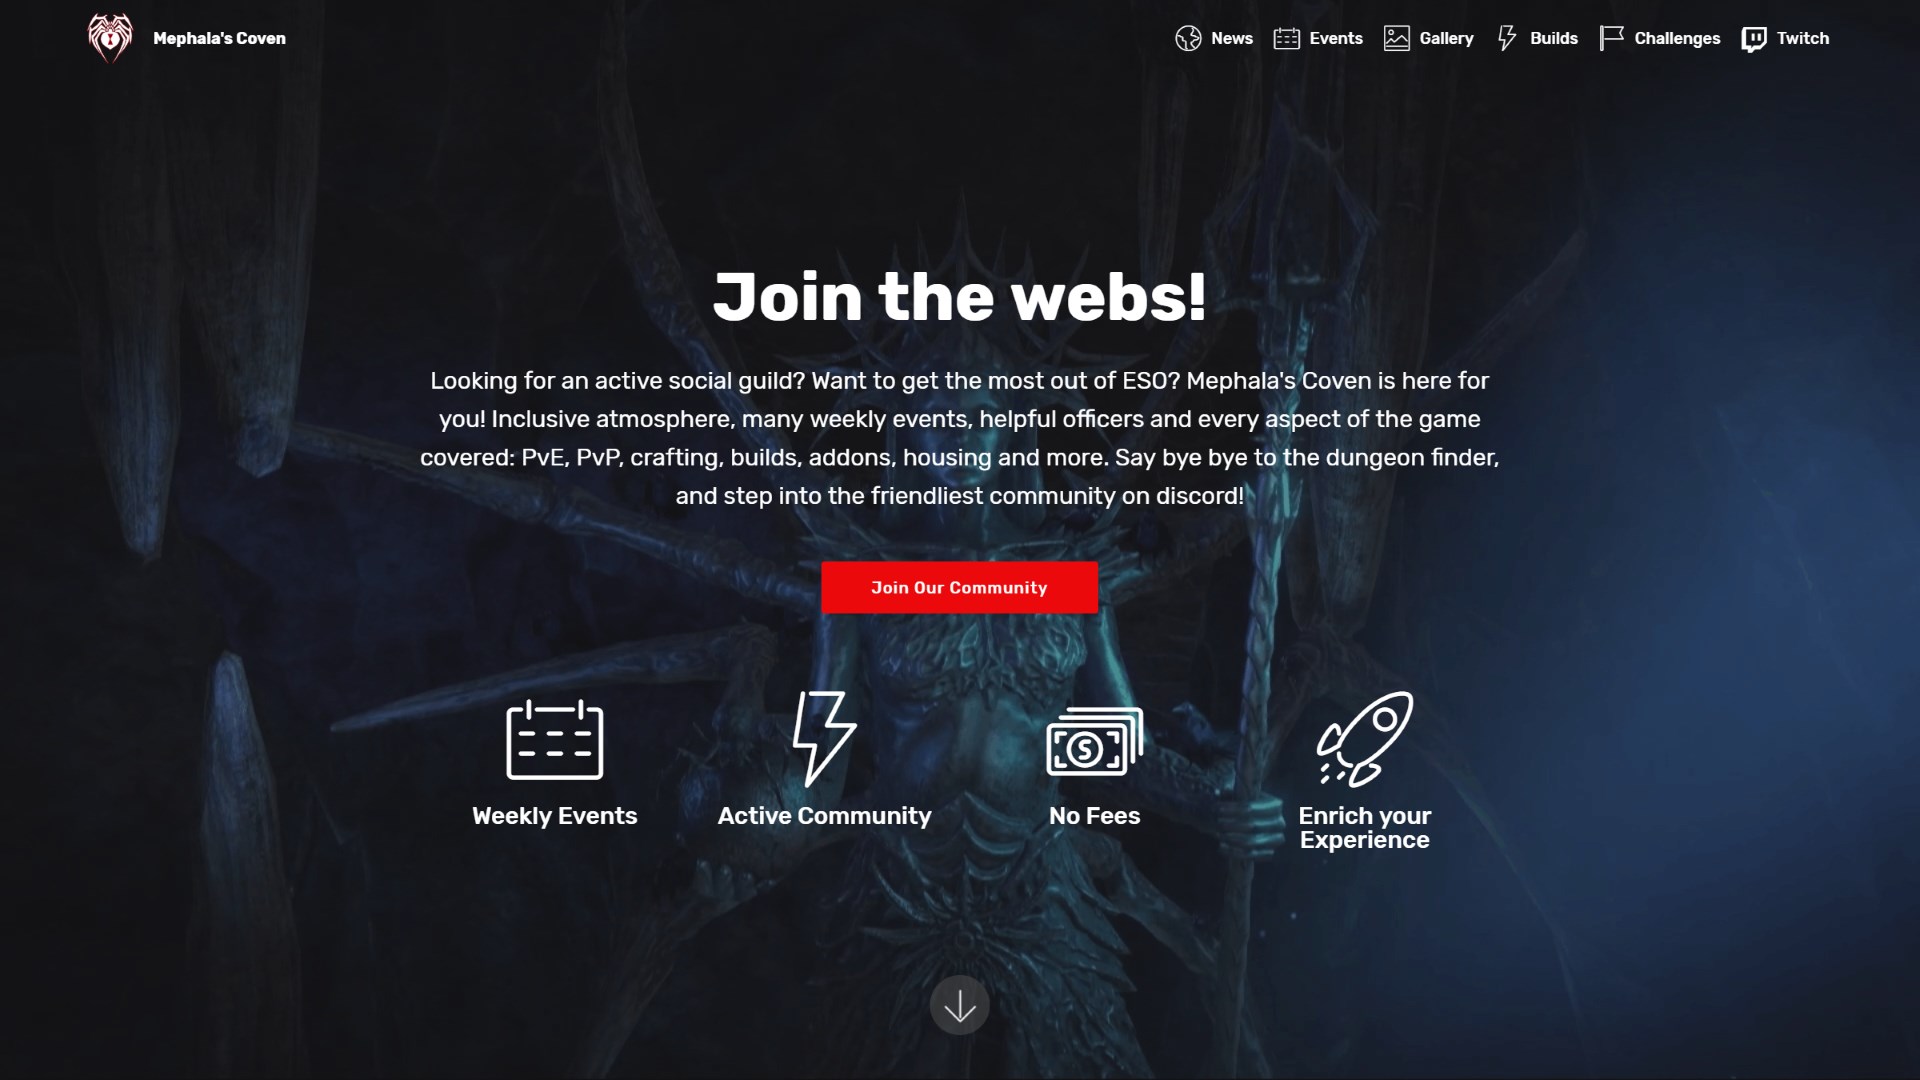 Mephala's Coven
News
Events
Gallery
Builds
Challenges
Twitch
Join the webs!
Looking for an active social guild? Want to get the most out of ESO? Mephala's Coven is here for
you! Inclusive atmosphere, many weekly events, helpful officers and every aspect of the game
covered: PvE, PvP, crafting, builds, addons, housing and more. Say bye bye to the dungeon finder,
and step into the friendliest community on discord!
Join Our Community
Weekly Events
Active Community
No Fees
Enrich your
Experience